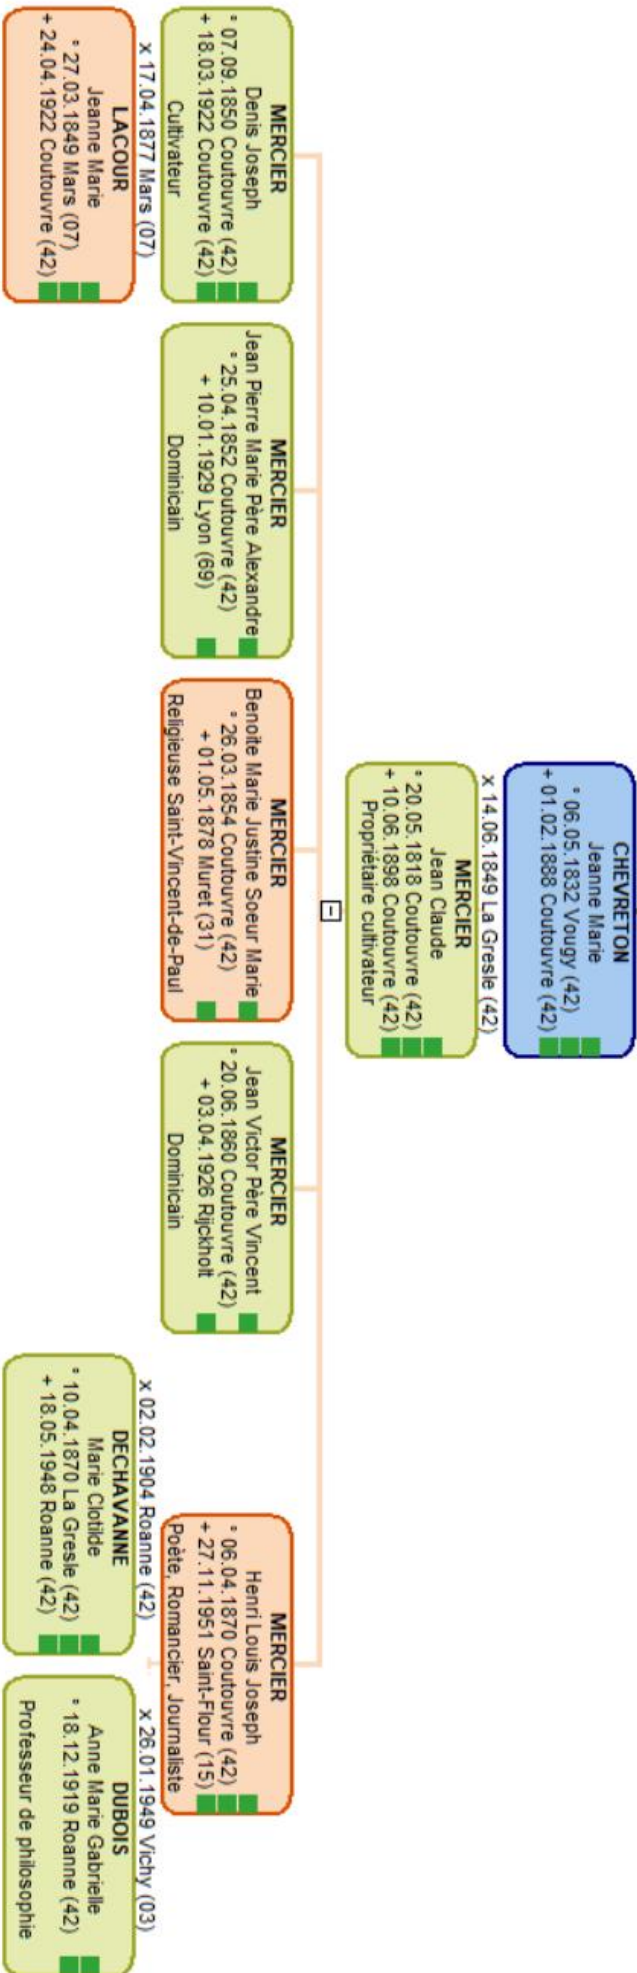 CHEVRETON
Jeanne Marie
° 06.05.1832 Vougy (42)
+ 01.02.1888 Coutouvre (42)
x 14.06.1849 La Gresle (42)
MERCIER
Jean Claude
° 20.05.1818 Coutouvre (42)
+ 10.06.1898 Coutouvre (42)
Propriétaire cultivateur
MERCIER
Denis Joseph
° 07.09.1850 Coutouvre (42)
+ 18.03.1922 Coutouvre (42)
Cultivateur
x 17.04.1877 Mars (07)
LACOUR
Jeanne Marie
° 27.03.1849 Mars (07)
+ 24.04.1922 Coutouvre (42)
MERCIER
Jean Pierre Marie Père Alexandre
° 25.04.1852 Coutouvre (42)
+ 10.01.1929 Lyon (69)
Dominicain
MERCIER
Benoite Marie Justine Soeur Marie
° 26.03.1854 Coutouvre (42)
+ 01.05.1878 Muret (31)
Religieuse Saint-Vincent-de-Paul
MERCIER
Jean Victor Père Vincent
° 20.06.1860 Coutouvre (42)
+ 03.04.1926 Rijckholt
Dominicain
MERCIER
Henri Louis Joseph
° 06.04.1870 Coutouvre (42)
+ 27.11.1951 Saint-Flour (15)
Poète, Romancier, Journaliste
x 02.02.1904 Roanne (42)
DECHAVANNE
Marie Clotilde
° 10.04.1870 La Gresle (42)
+ 18.05.1948 Roanne (42)
x 26.01.1949 Vichy (03)
DUBOIS
Anne Marie Gabrielle
° 18.12.1919 Roanne (42)
Professeur de philosophie